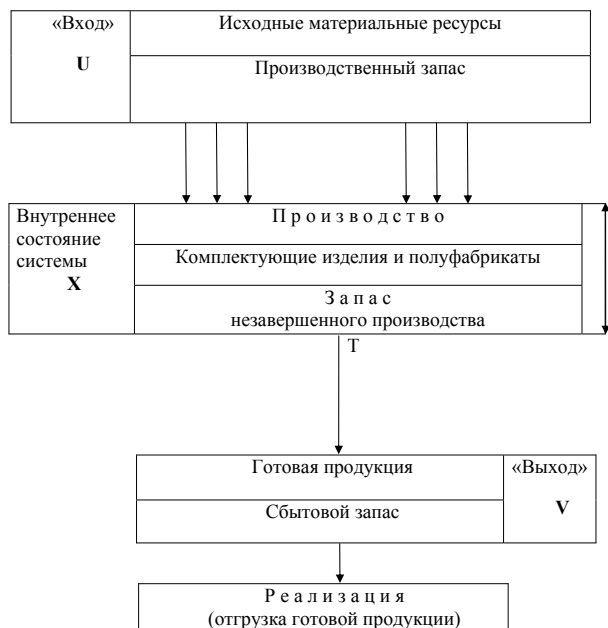 «Вход»
U
Исходные материальные ресурсы
Производственный запас
Внутреннее
состояние
системы
X
П р о и з в о д с т в о
Комплектующие изделия и полуфабрикаты
З а п а с
незавершенного производства
Т
Готовая продукция
Сбытовой запас
«Выход»
V
Р е а л и з а ц и я
(отгрузка готовой продукции)